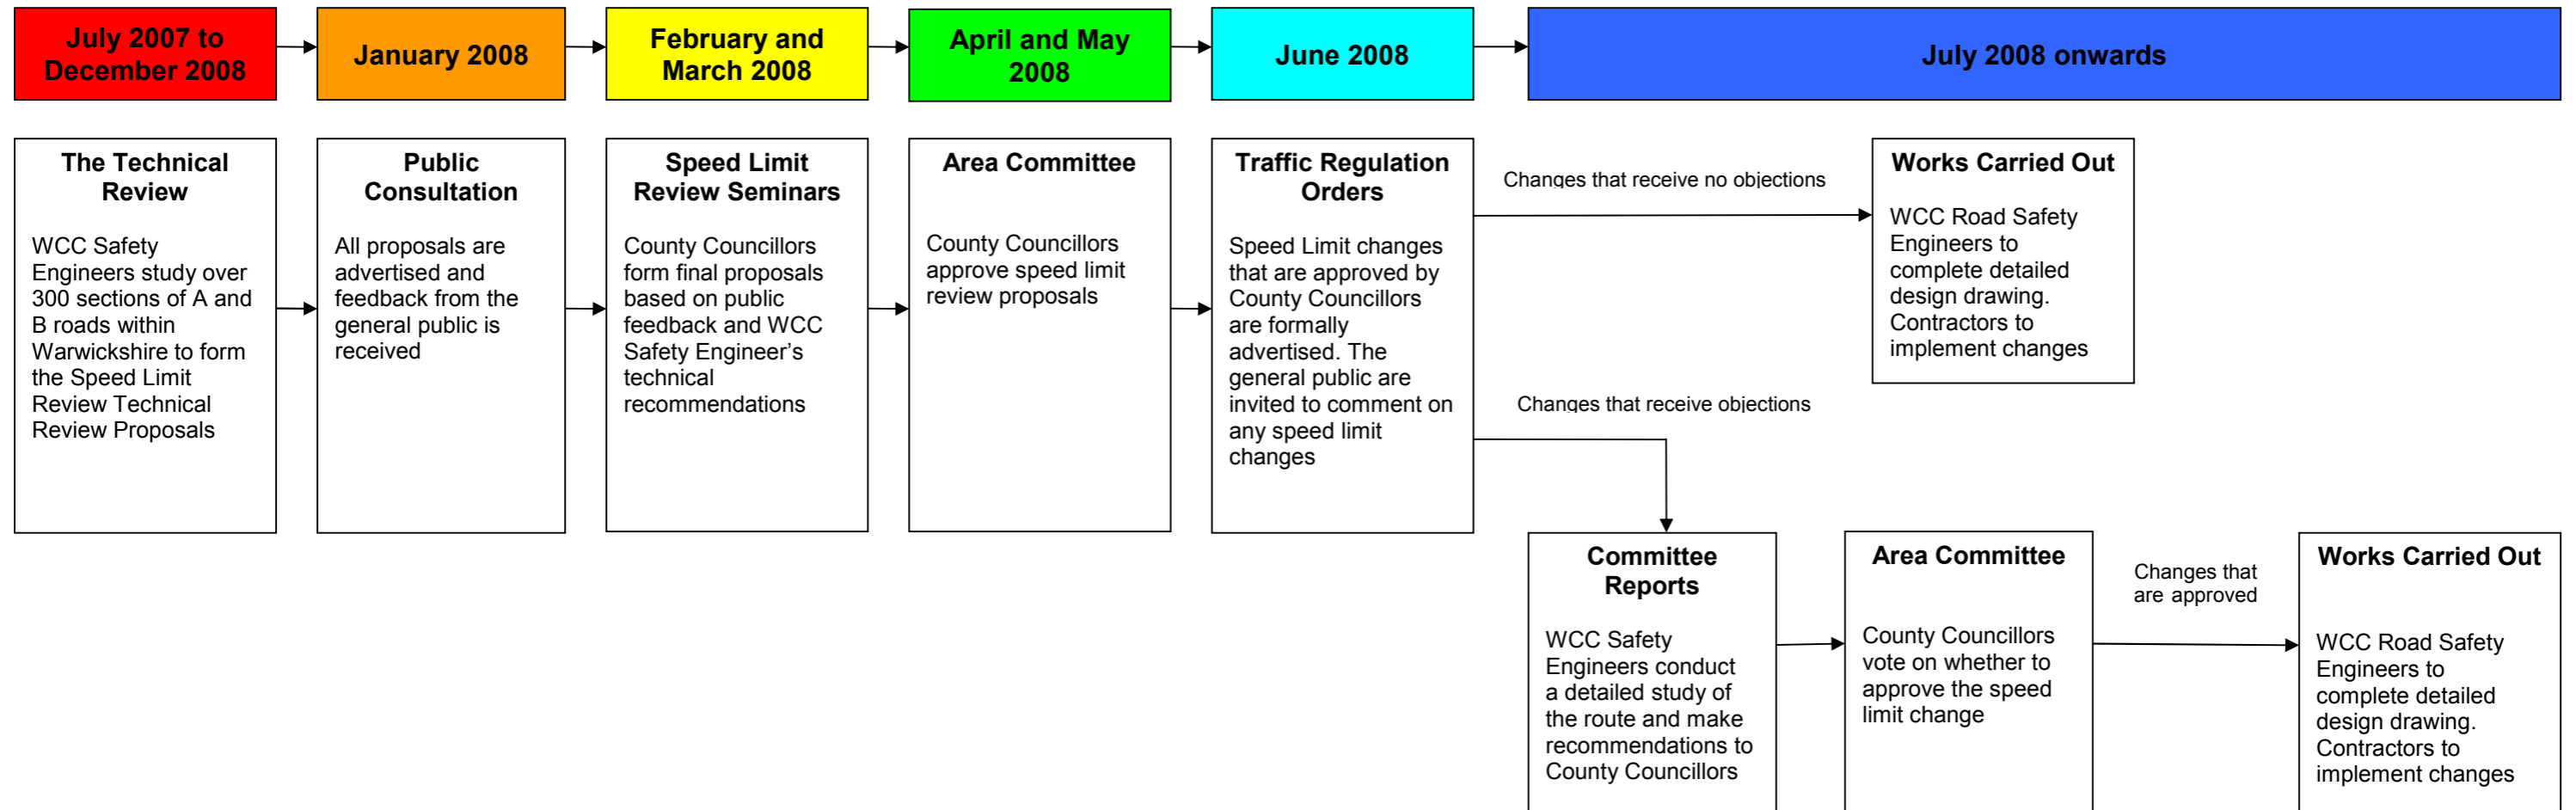 July 2007 to
December 2008
January 2008
February and
March 2008
April and May
2008
June 2008
July 2008 onwards
The Technical
Review
WCC Safety
Engineers study over
300 sections of A and
B roads within
Warwickshire to form
the Speed Limit
Review Technical
Review Proposals
Public
Consultation
All proposals are
advertised and
feedback from the
general public is
received
Speed Limit
Review Seminars
County Councillors
form final proposals
based on public
feedback and WCC
Safety Engineer's
technical
recommendations
Area Committee
County Councillors
approve speed limit
review proposals
Traffic Regulation
Orders
Speed Limit changes
that are approved by
County Councillors
are formally
advertised. The
general public are
invited to comment on
any speed limit
changes
Changes that receive no objections
Works Carried Out
WCC Road Safety
Engineers to
complete detailed
design drawing.
Contractors to
implement changes
Changes that receive objections
Committee
Reports
WCC Safety
Engineers conduct
a detailed study of
the route and make
recommendations to
County Councillors
Area Committee
County Councillors
vote on whether to
approve the speed
limit change
Changes that
are approved
Works Carried Out
WCC Road Safety
Engineers to
complete detailed
design drawing.
Contractors to
implement changes